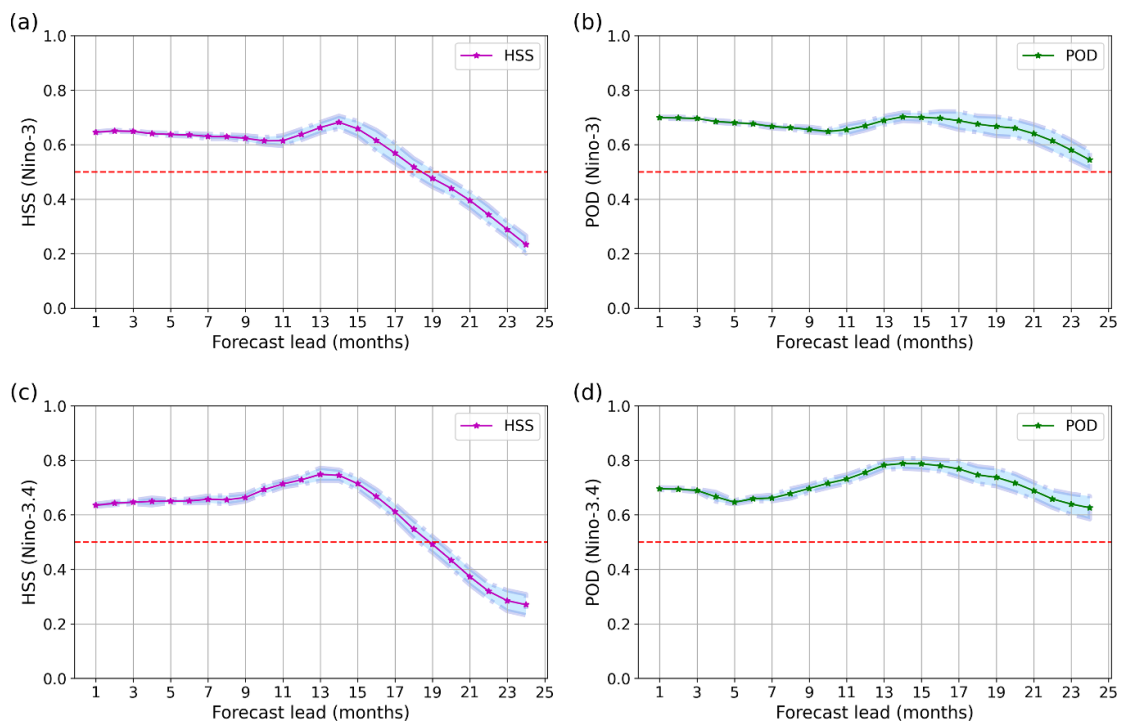 (a)
HSS (Nino-3)
1.0
0.8
0.6
0.4
0.2
0.0
HSS
1 3 5 7 9 11 13 15 17 19 21 23 25
Forecast lead (months)
(b)
POD (Nino-3)
1.0
0.8
0.6
0.4
0.2
0.0
POD
1 3 5 7 9 11 13 15 17 19 21 23 25
Forecast lead (months)
(c)
HSS (Nino-3.4)
1.0
0.8
0.6
0.4
0.2
0.0
HSS
1 3 5 7 9 11 13 15 17 19 21 23 25
Forecast lead (months)
(d)
POD (Nino-3.4)
1.0
0.8
0.6
0.4
0.2
0.0
POD
1 3 5 7 9 11 13 15 17 19 21 23 25
Forecast lead (months)